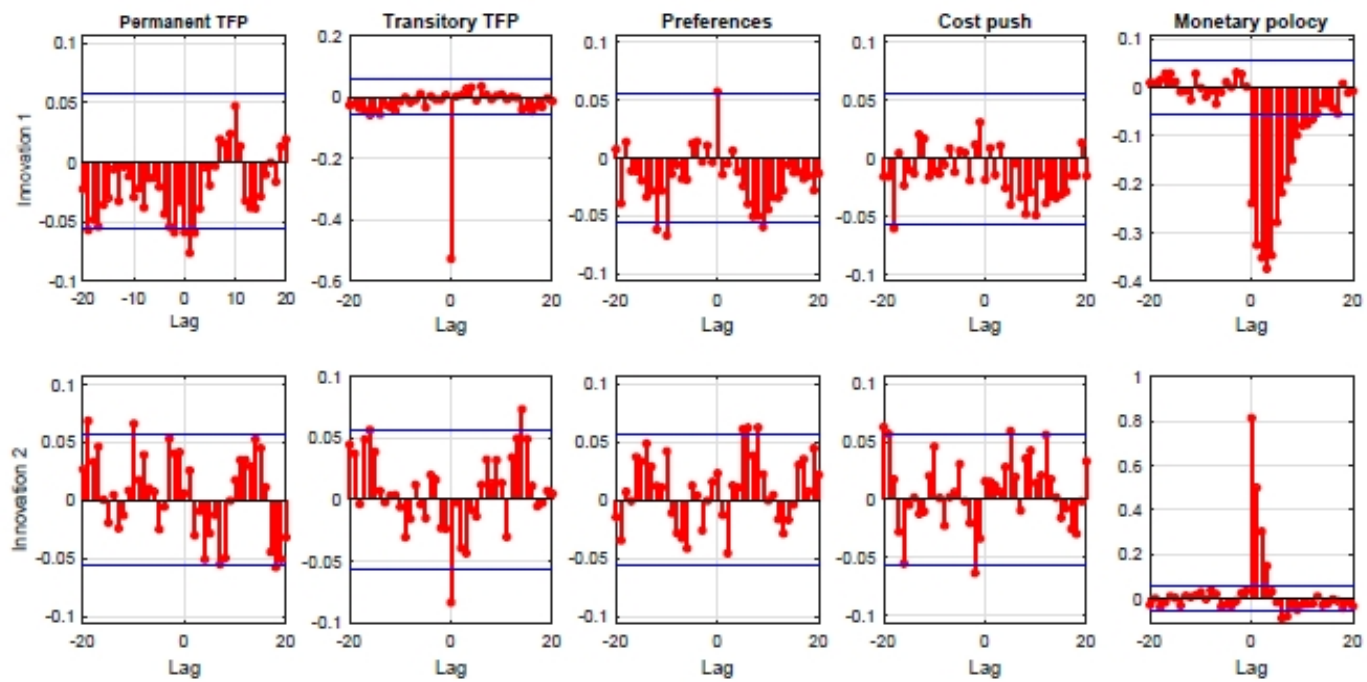 Permanent TFP Transitory TFP Preferences Cost push Monetary polocy
0.1 0.2 0.1 0.1 0.1
0.05 0 0.05 0.05 0
Innovation 1
0 -0.2 0 0 -0.1
-0.2
-0.05 -0.4 -0.05 -0.05 -0.3
-0.1 -0.6 -0.1 -0.1 -0.4
-20 -10 0 10 20 -20 0 20 -20 0 20 -20 0 20 -20 0 20
Lag Lag Lag Lag Lag
0.1 0.1 0.1 0.1 1
0.8
0.05 0.05 0.05 0.05 0.6
Innovation 2
0 0 0 0 0.4
0.2
-0.05 -0.05 -0.05 -0.05 0
-0.1 -0.1 -0.1 -0.1
-20 0 20 -20 0 20 -20 0 20 -20 0 20 -20 0 20
Lag Lag Lag Lag Lag